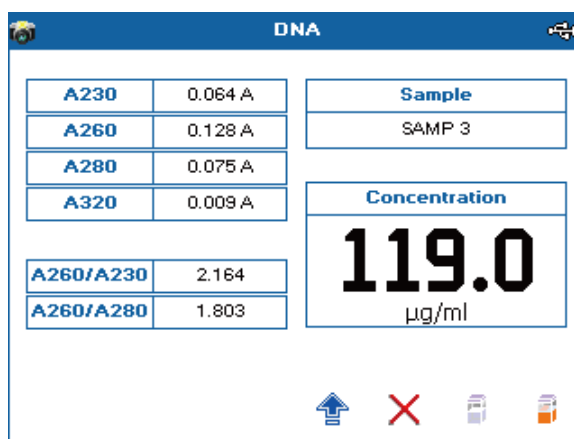 DNA
A230 0.064 A
A260 0.128 A
A280 0.075 A
A320 0.009 A
A260/A230 2.164
A260/A280 1.803
Sample
SAMP 3
Concentration
119.0
µg/ml